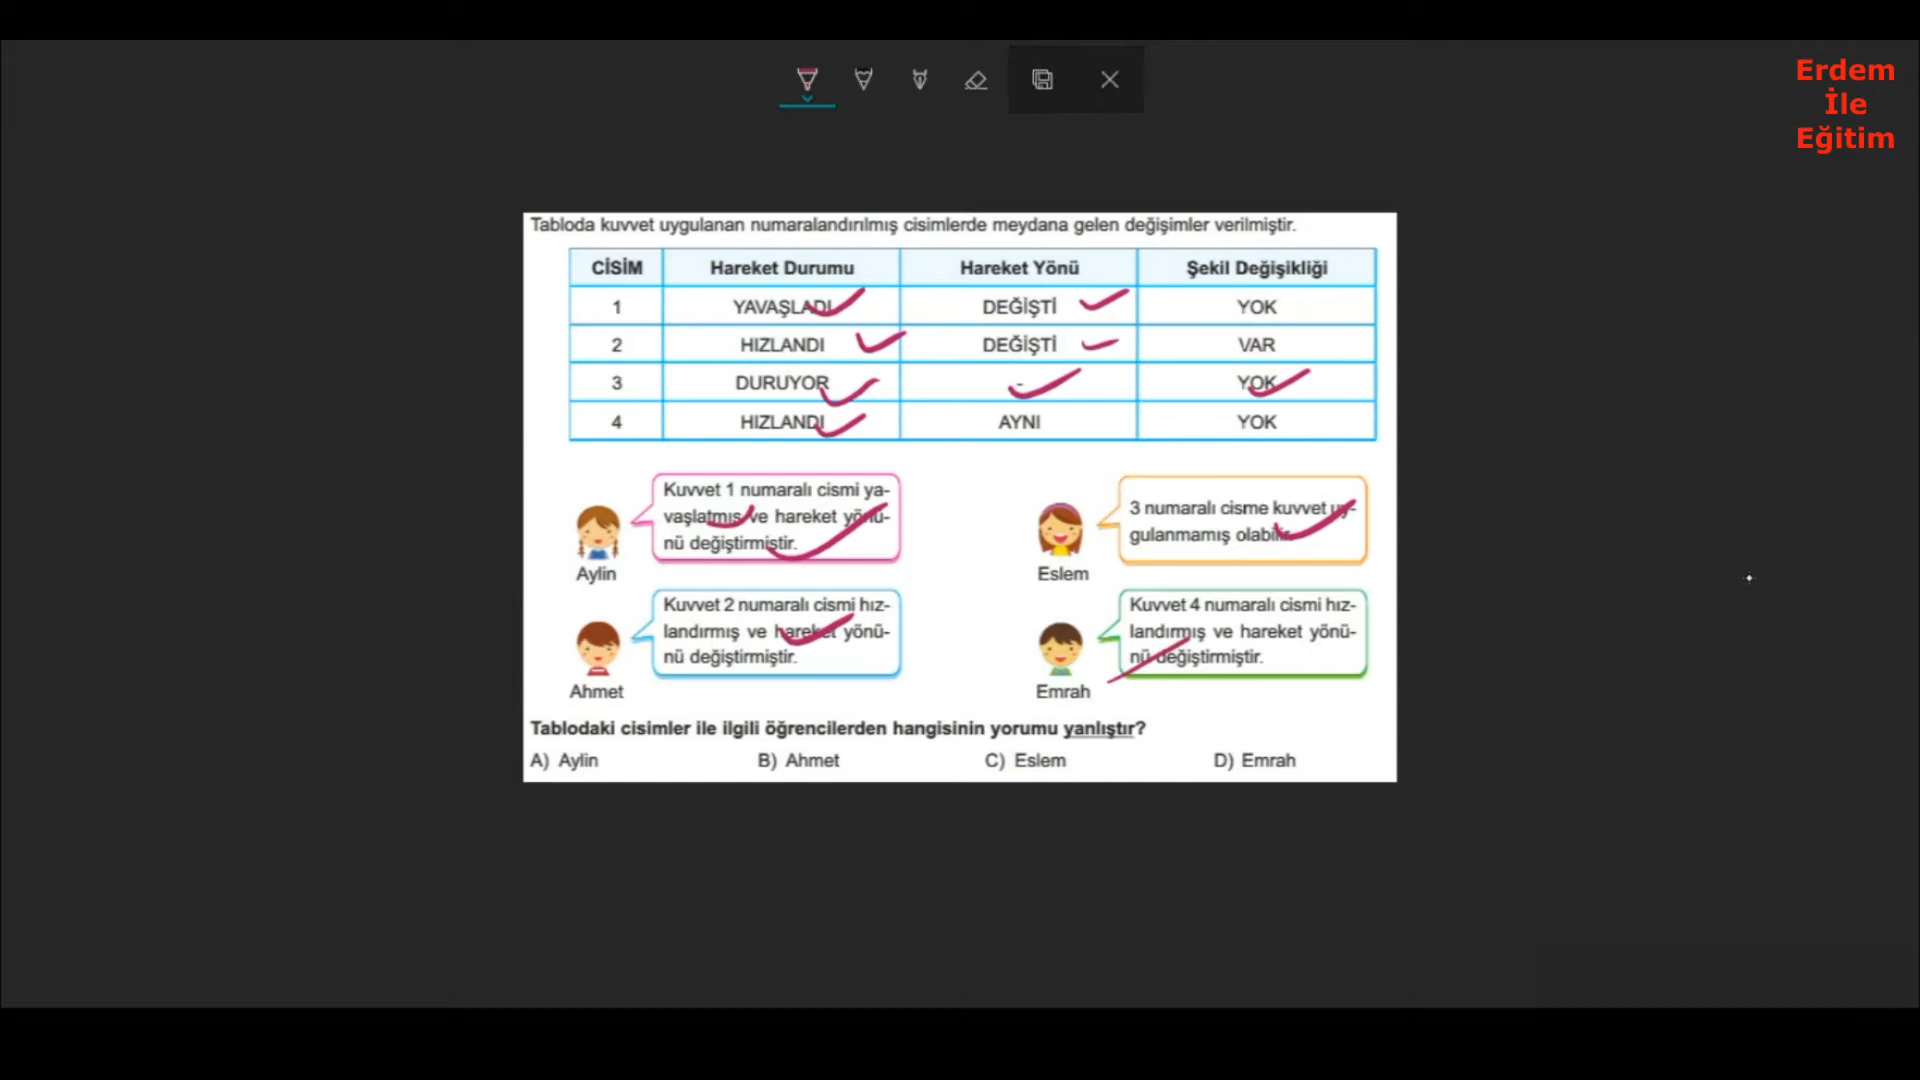 Erdem
İle
Eğitim
Tabloda kuvvet uygulanan numaralandırılmış cisimlerde meydana gelen değişimler verilmiştir.
CİSİM Hareket Durumu Hareket Yönü Şekil Değişikliği
1 YAVAŞLADI DEĞİŞTİ YOK
2 HIZLANDI DEĞİŞTİ VAR
3 DURUYOR - YOK
4 HIZLANDI AYNI YOK
Kuvvet 1 numaralı cismi ya-
vaşlatmış ve hareket yönü-
nü değiştirmiştir.
Aylin
3 numaralı cisme kuvvet uy-
gulanmamış olabilir.
Eslem
Kuvvet 2 numaralı cismi hız-
landırmış ve hareket yönü-
nü değiştirmiştir.
Ahmet
Kuvvet 4 numaralı cismi hız-
landırmış ve hareket yönü-
nü değiştirmiştir.
Emrah
Tablodaki cisimler ile ilgili öğrencilerden hangisinin yorumu yanlıştır?
A) Aylin B) Ahmet C) Eslem D) Emrah